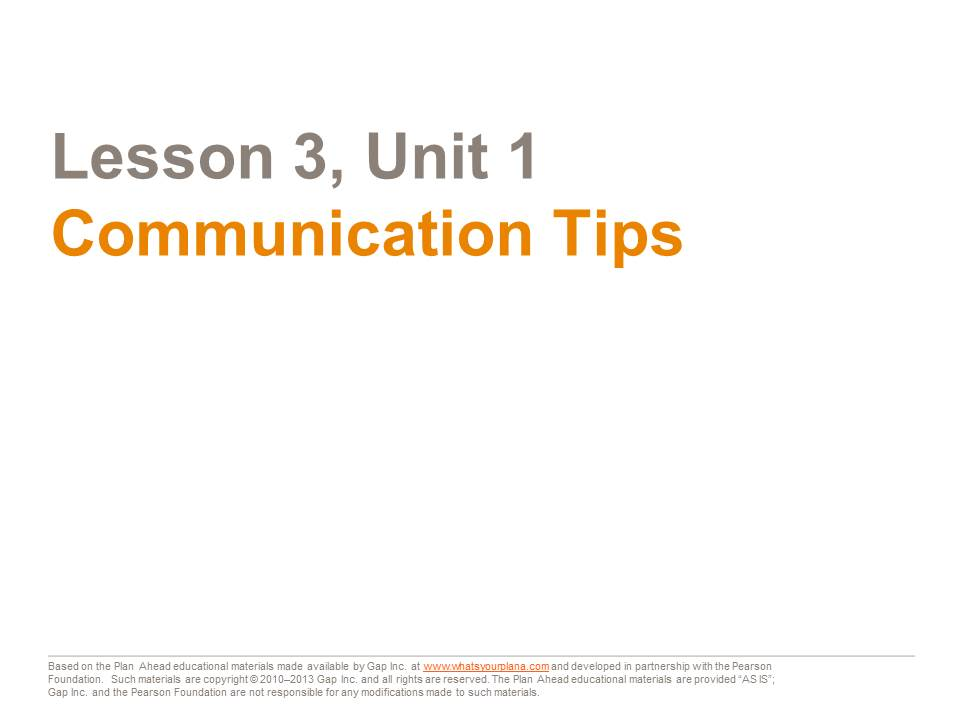 Lesson 3, Unit 1
Communication Tips
Based on the Plan Ahead educational materials made available by Gap Inc. at www.whatsyourplana.com and developed in partnership with the Pearson
Foundation. Such materials are copyright © 2010–2013 Gap Inc. and all rights are reserved. The Plan Ahead educational materials are provided “AS IS”;
Gap Inc. and the Pearson Foundation are not responsible for any modifications made to such materials.